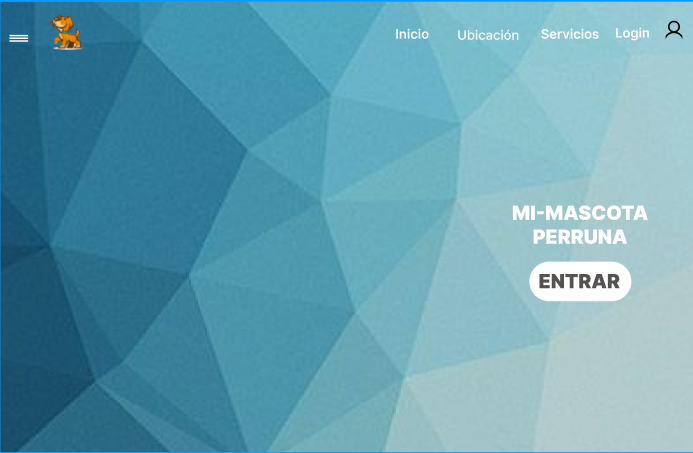 Inicio Ubicación Servicios Login
MI-MASCOTA
PERRUNA
ENTRAR